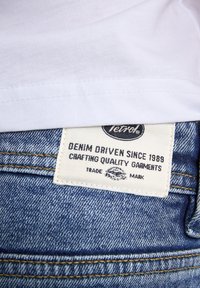 Petrol
DENIM DRIVEN SINCE 1989
CRAFTING QUALITY GARMENTS
TRADE MARK